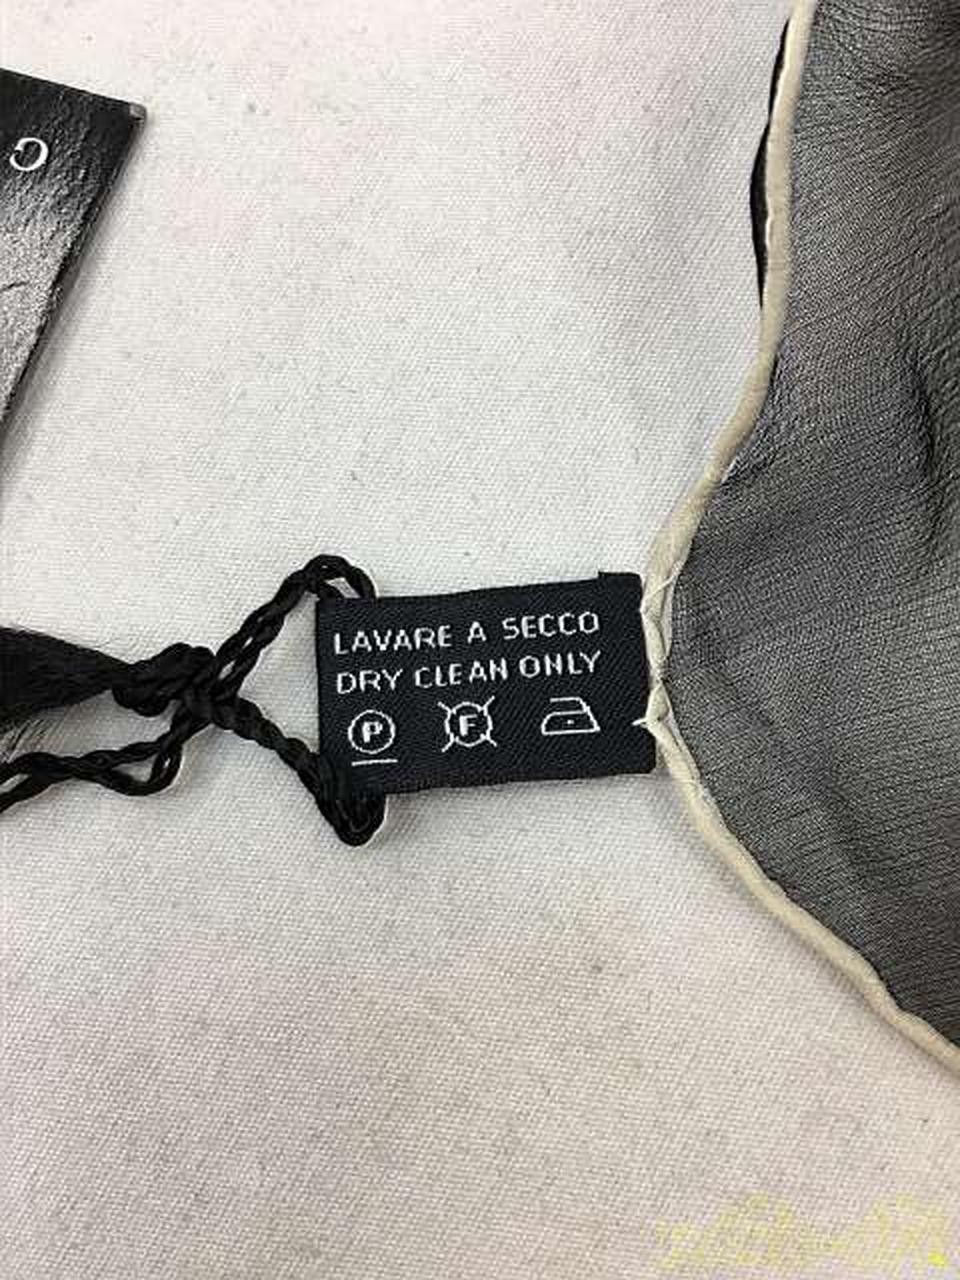 G
LAVARE A SECCO
DRY CLEAN ONLY
P F